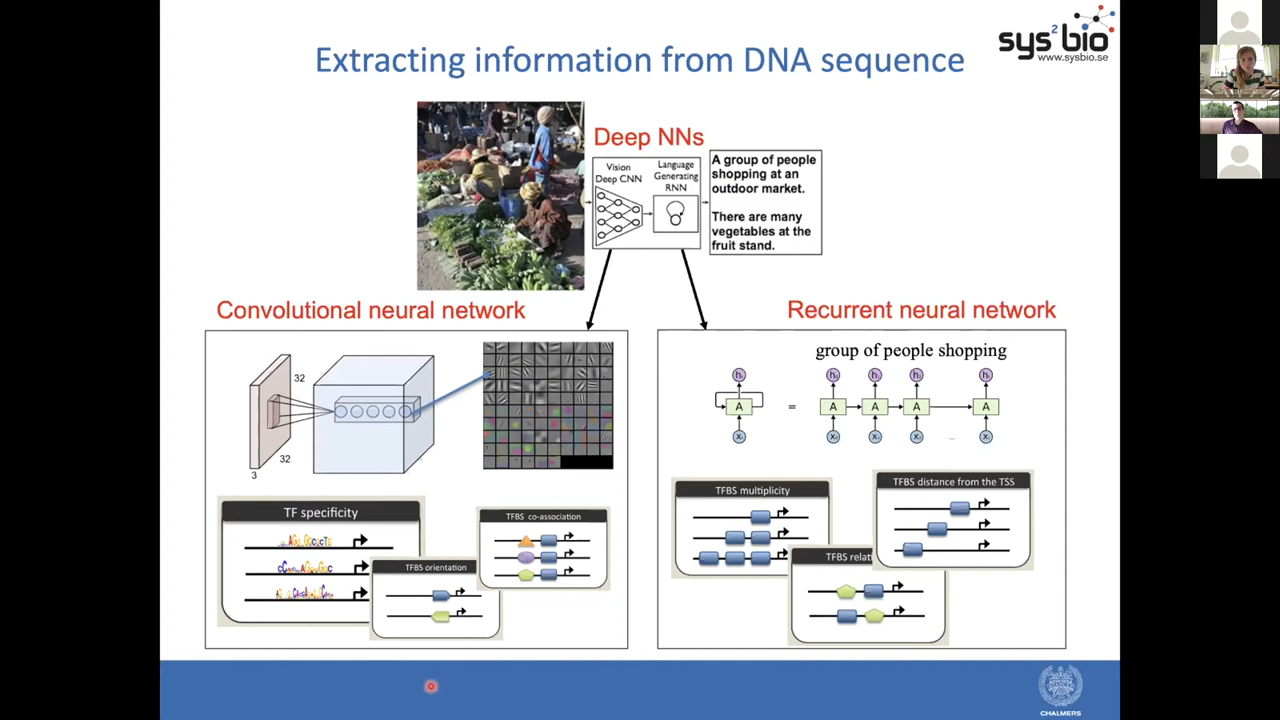 Extracting information from DNA sequence
sys2bio
www.sysbio.se
Deep NNs
Vision
Deep CNN
Language
Generating
RNN
A group of people
shopping at an
outdoor market.
There are many
vegetables at the
fruit stand.
Convolutional neural network
32
32
3
TF specificity
TFBS orientation
TFBS co-association
Recurrent neural network
group of people shopping
A
=
A
A
A
A
...
TFBS multiplicity
TFBS distance from the TSS
TFBS relat
CHALMERS